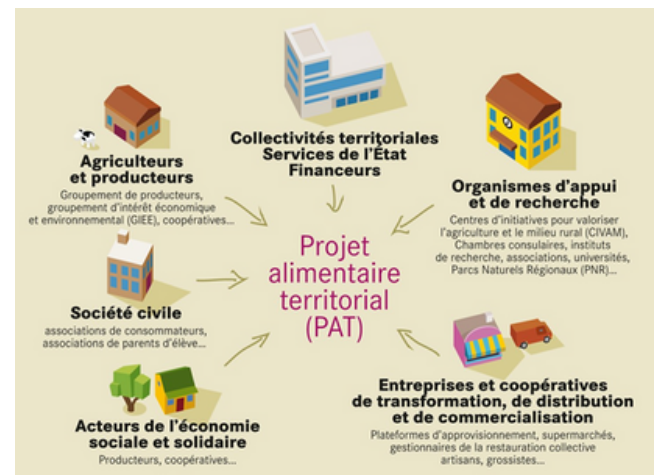 Collectivités territoriales
Services de l'État
Financeurs
Agriculteurs
et producteurs
Groupement de producteurs,
groupement d'intérêt économique
et environnemental (GIEE), coopératives...
Organismes d'appui
et de recherche
Centres d'initiatives pour valoriser
l'agriculture et le milieu rural (CIVAM),
Chambres consulaires, instituts
de recherche, associations, universités,
Parcs Naturels Régionaux (PNR)...
Projet
alimentaire
territorial
(PAT)
Société civile
associations de consommateurs,
associations de parents d'élève...
Acteurs de l'économie
sociale et solidaire
Producteurs, coopératives...
Entreprises et coopératives
de transformation, de distribution
et de commercialisation
Plateformes d'approvisionnement, supermarchés,
gestionnaires de la restauration collective
artisans, grossistes...